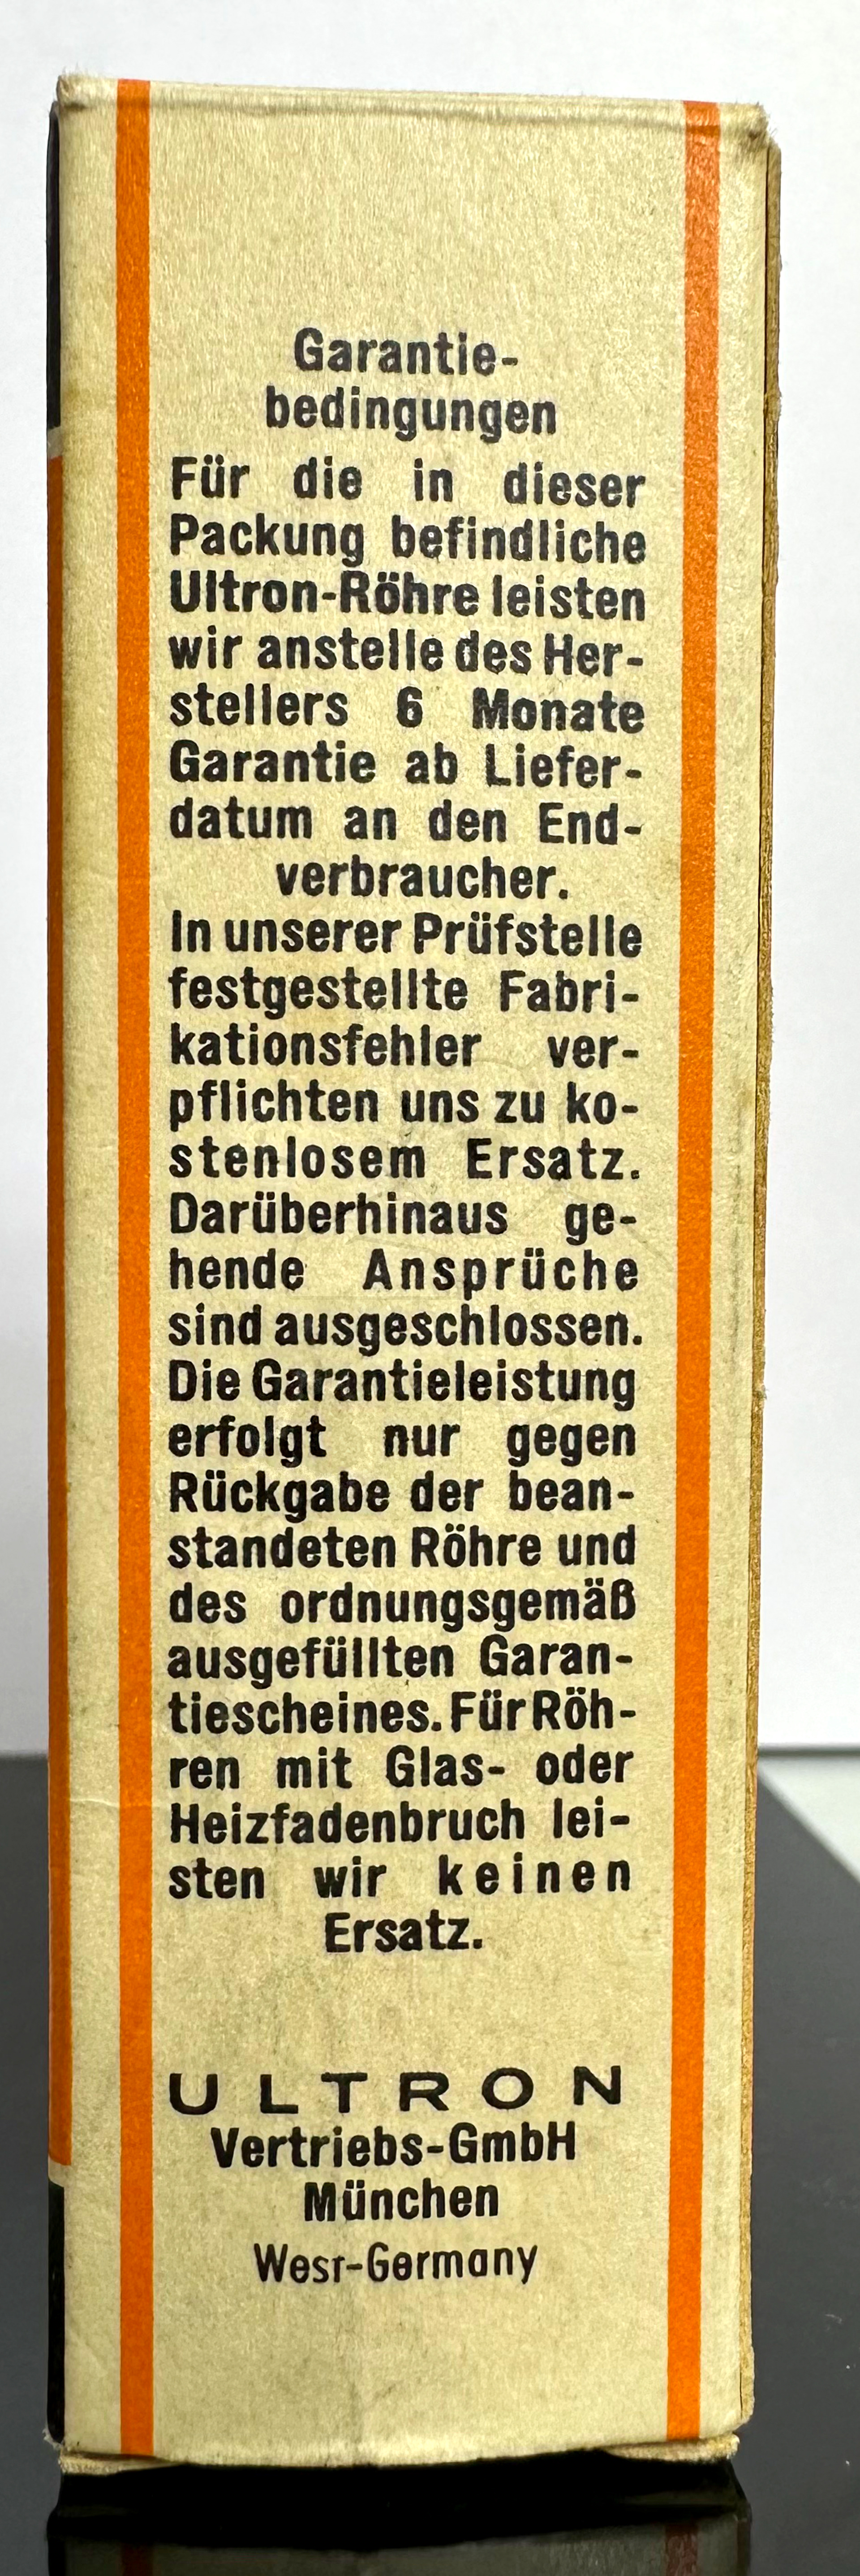 Garantie-
bedingungen
Für die in dieser
Packung befindliche
Ultron-Röhre leisten
wir anstelle des Her-
stellers 6 Monate
Garantie ab Liefer-
datum an den End-
verbraucher.
In unserer Prüfstelle
festgestellte Fabri-
kationsfehler ver-
pflichten uns zu ko-
stenlosem Ersatz.
Darüberhinaus ge-
hende Ansprüche
sind ausgeschlossen.
Die Garantieleistung
erfolgt nur gegen
Rückgabe der bean-
standeten Röhre und
des ordnungsgemäß
ausgefüllten Garan-
tiescheines. Für Röh-
ren mit Glas- oder
Heizfadenbruch lei-
sten wir keinen
Ersatz.
ULTRON
Vertriebs-GmbH
München
West-Germany